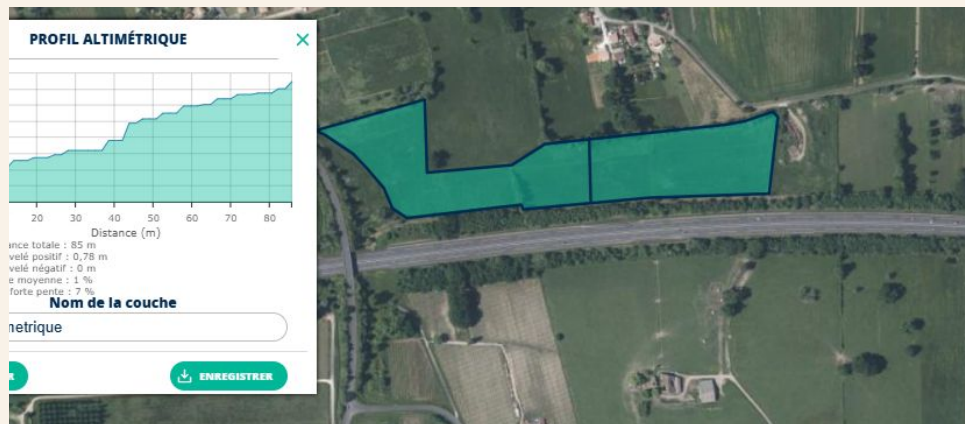 PROFIL ALTIMÉTRIQUE
20 30 40 50 60 70 80
Distance (m)
ance totale : 85 m
velé positif : 0,78 m
velé négatif : 0 m
e moyenne : 1 %
forte pente : 7 %
Nom de la couche
netrique
ENREGISTRER